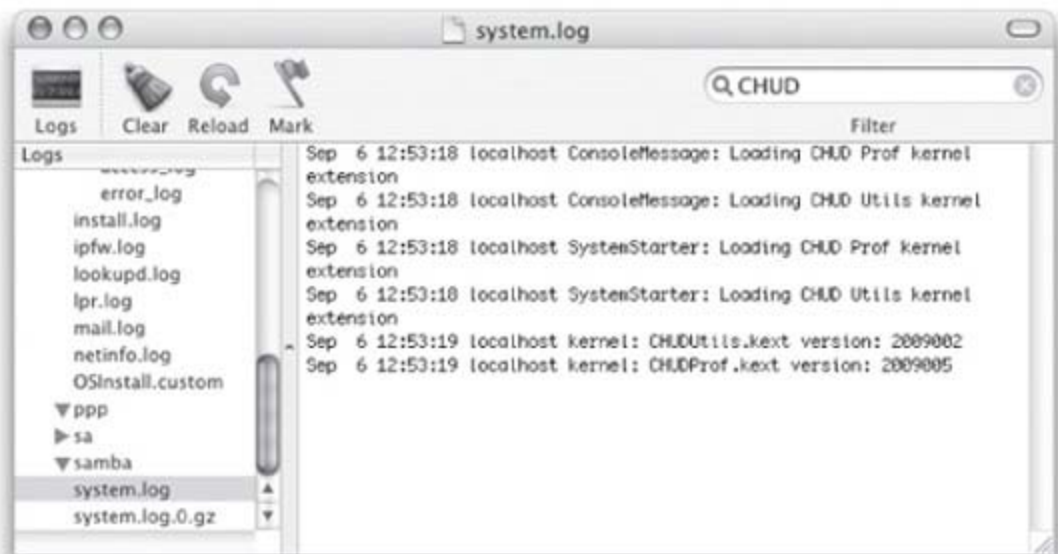 system.log
CHUD
Logs
Clear
Reload
Mark
Filter
Logs
error_log
install.log
ipfw.log
lookupd.log
lpr.log
mail.log
netinfo.log
OSInstall.custom
ppp
sa
samba
system.log
system.log.0.gz
Sep 6 12:53:18 localhost ConsoleMessage: Loading CHUD Prof kernel
extension
Sep 6 12:53:18 localhost ConsoleMessage: Loading CHUD Utils kernel
extension
Sep 6 12:53:18 localhost SystemStarter: Loading CHUD Prof kernel
extension
Sep 6 12:53:18 localhost SystemStarter: Loading CHUD Utils kernel
extension
Sep 6 12:53:19 localhost kernel: CHUDUtils.kext version: 2009002
Sep 6 12:53:19 localhost kernel: CHUDProf.kext version: 2009005